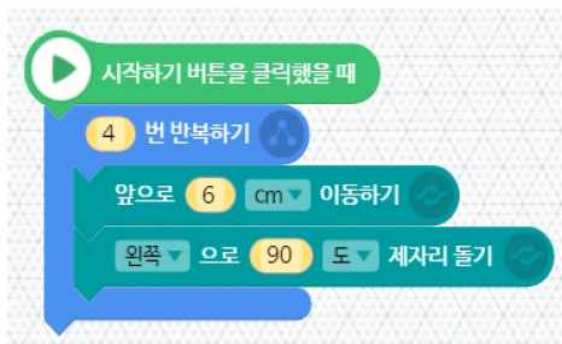 시작하기 버튼을 클릭했을 때
4 번 반복하기
앞으로 6 cm 이동하기
왼쪽 으로 90 도 제자리 돌기